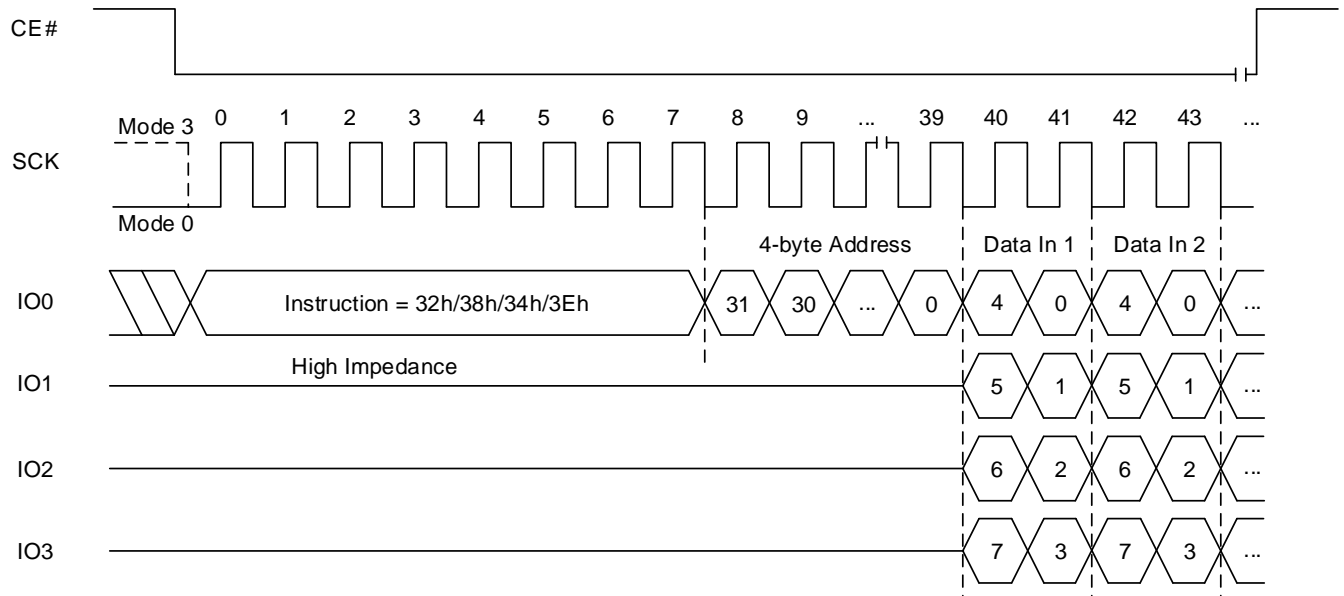 CE#
Mode 3 0 1 2 3 4 5 6 7 8 9 ... 39 40 41 42 43 ...
SCK
Mode 0
4-byte Address Data In 1 Data In 2
IO0 Instruction = 32h/38h/34h/3Eh 31 30 ... 0 4 0 4 0 ...
High Impedance
IO1 5 1 5 1 ...
IO2 6 2 6 2 ...
IO3 7 3 7 3 ...